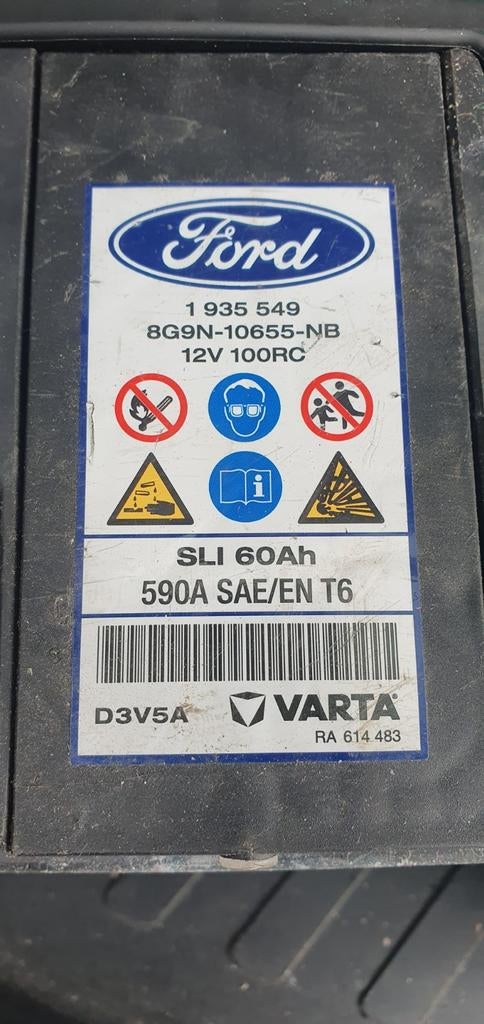 Ford
1 935 549
8G9N-10655-NB
12V 100RC
i
SLI 60Ah
590A SAE/EN T6
D3V5A VARTA®
RA 614 483